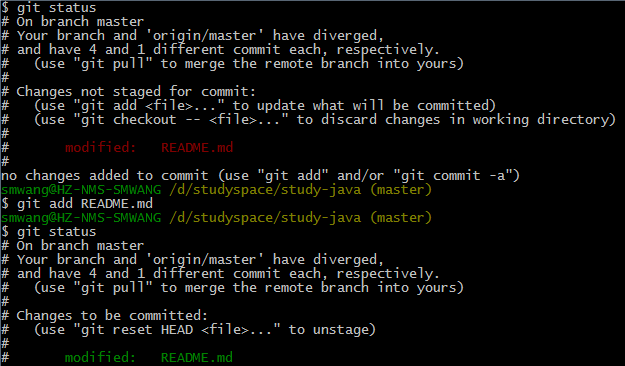 $ git status
# On branch master
# Your branch and 'origin/master' have diverged,
# and have 4 and 1 different commit each, respectively.
#   (use "git pull" to merge the remote branch into yours)
#
# Changes not staged for commit:
#   (use "git add <file>..." to update what will be committed)
#   (use "git checkout -- <file>..." to discard changes in working directory)
#
#       modified:   README.md
#
no changes added to commit (use "git add" and/or "git commit -a")
smwang@HZ-NMS-SMWANG /d/studyspace/study-java (master)
$ git add README.md
smwang@HZ-NMS-SMWANG /d/studyspace/study-java (master)
$ git status
# On branch master
# Your branch and 'origin/master' have diverged,
# and have 4 and 1 different commit each, respectively.
#   (use "git pull" to merge the remote branch into yours)
#
# Changes to be committed:
#   (use "git reset HEAD <file>..." to unstage)
#
#       modified:   README.md